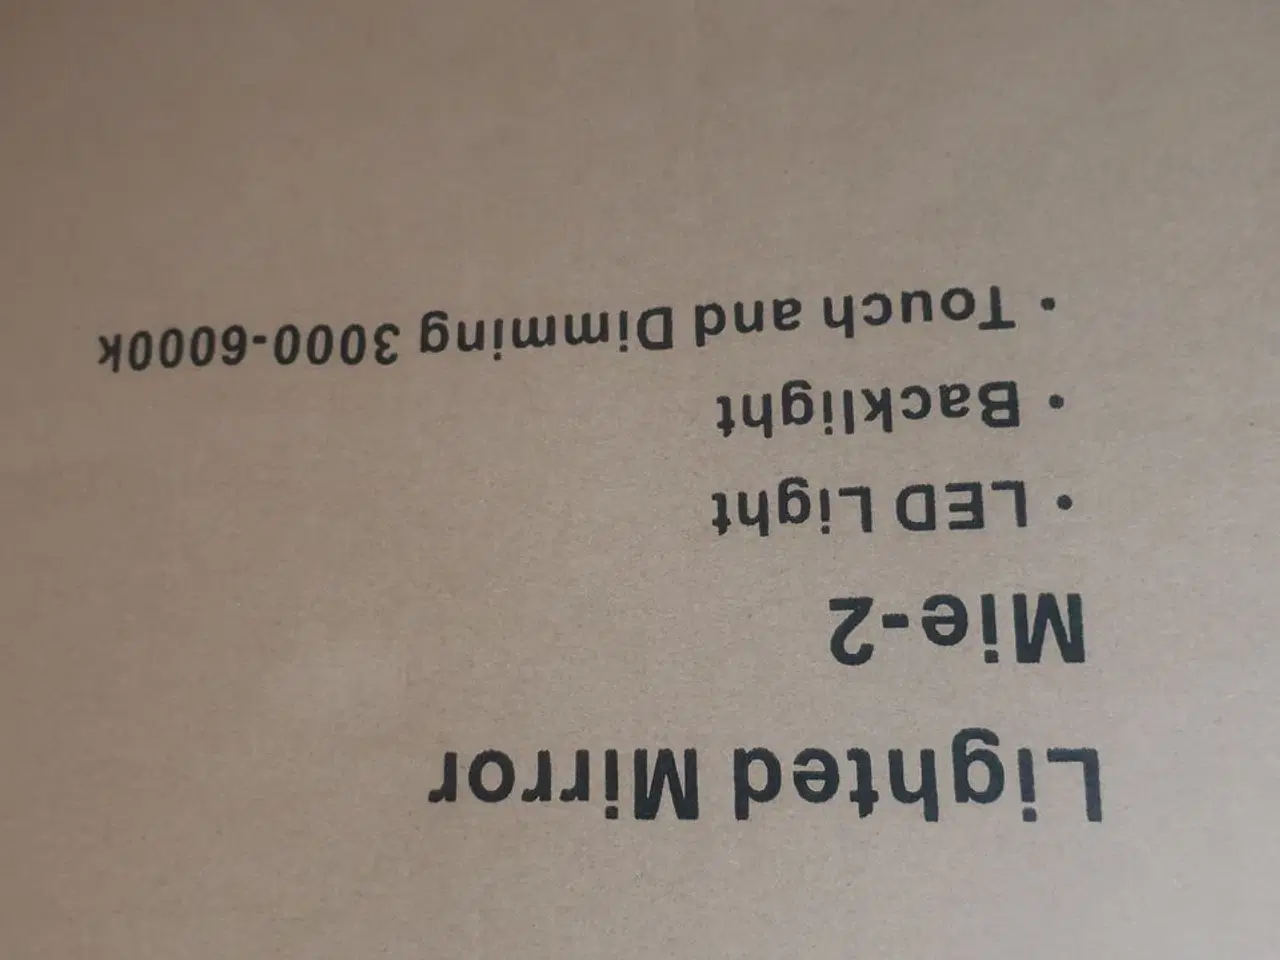 Lighted Mirror
Mie-2
• LED Light
• Backlight
• Touch and Dimming 3000-6000k